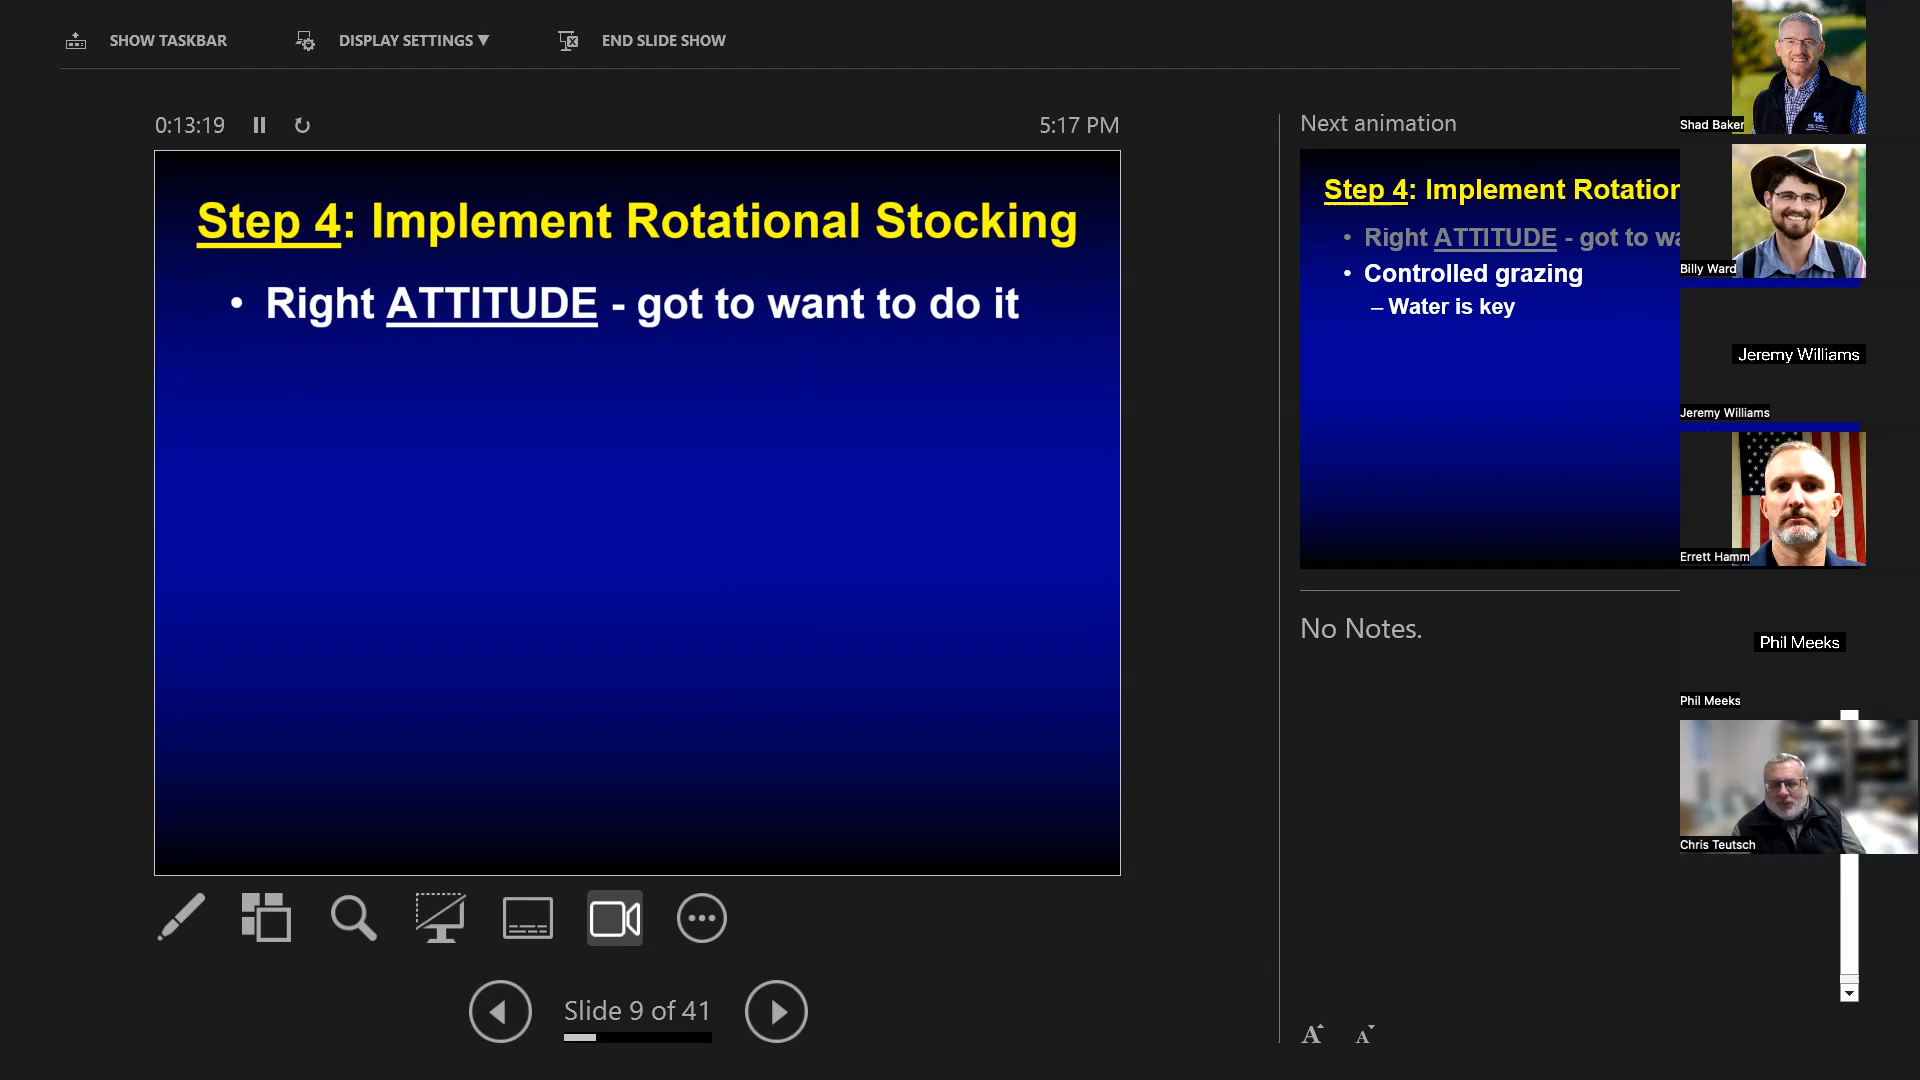 SHOW TASKBAR
DISPLAY SETTINGS ▼
END SLIDE SHOW
0:13:19
5:17 PM
Step 4: Implement Rotational Stocking
• Right ATTITUDE - got to want to do it
Slide 9 of 41
Next animation
Step 4: Implement Rotation
• Right ATTITUDE - got to wa
• Controlled grazing
– Water is key
No Notes.
A A
Shad Baker
UK
Billy Ward
Jeremy Williams
Jeremy Williams
Errett Hamm
Phil Meeks
Phil Meeks
Chris Teutsch